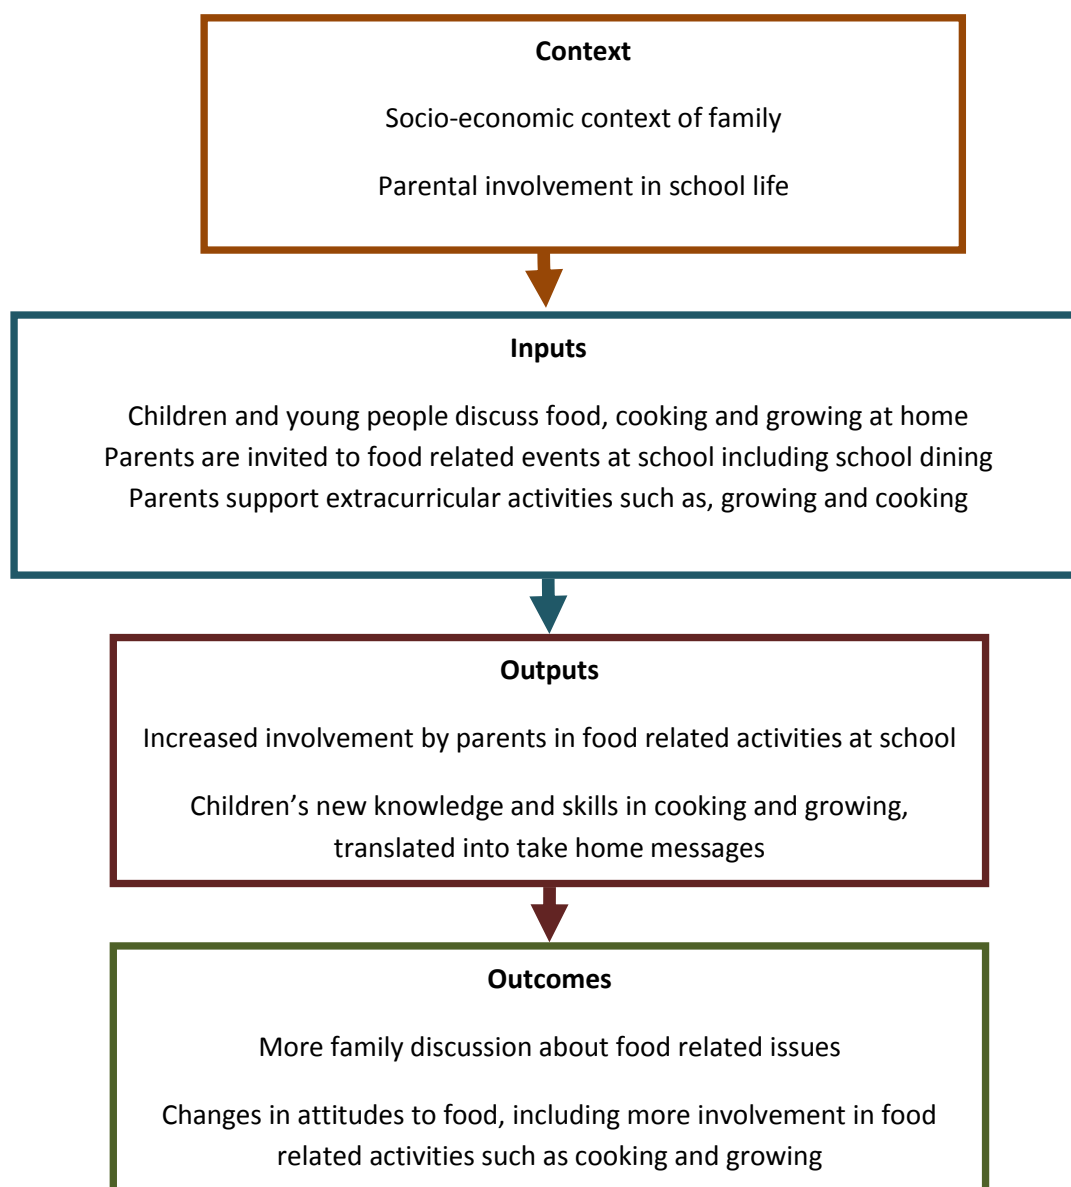 Context
Socio-economic context of family
Parental involvement in school life
Inputs
Children and young people discuss food, cooking and growing at home
Parents are invited to food related events at school including school dining
Parents support extracurricular activities such as, growing and cooking
Outputs
Increased involvement by parents in food related activities at school
Children’s new knowledge and skills in cooking and growing,
translated into take home messages
Outcomes
More family discussion about food related issues
Changes in attitudes to food, including more involvement in food
related activities such as cooking and growing